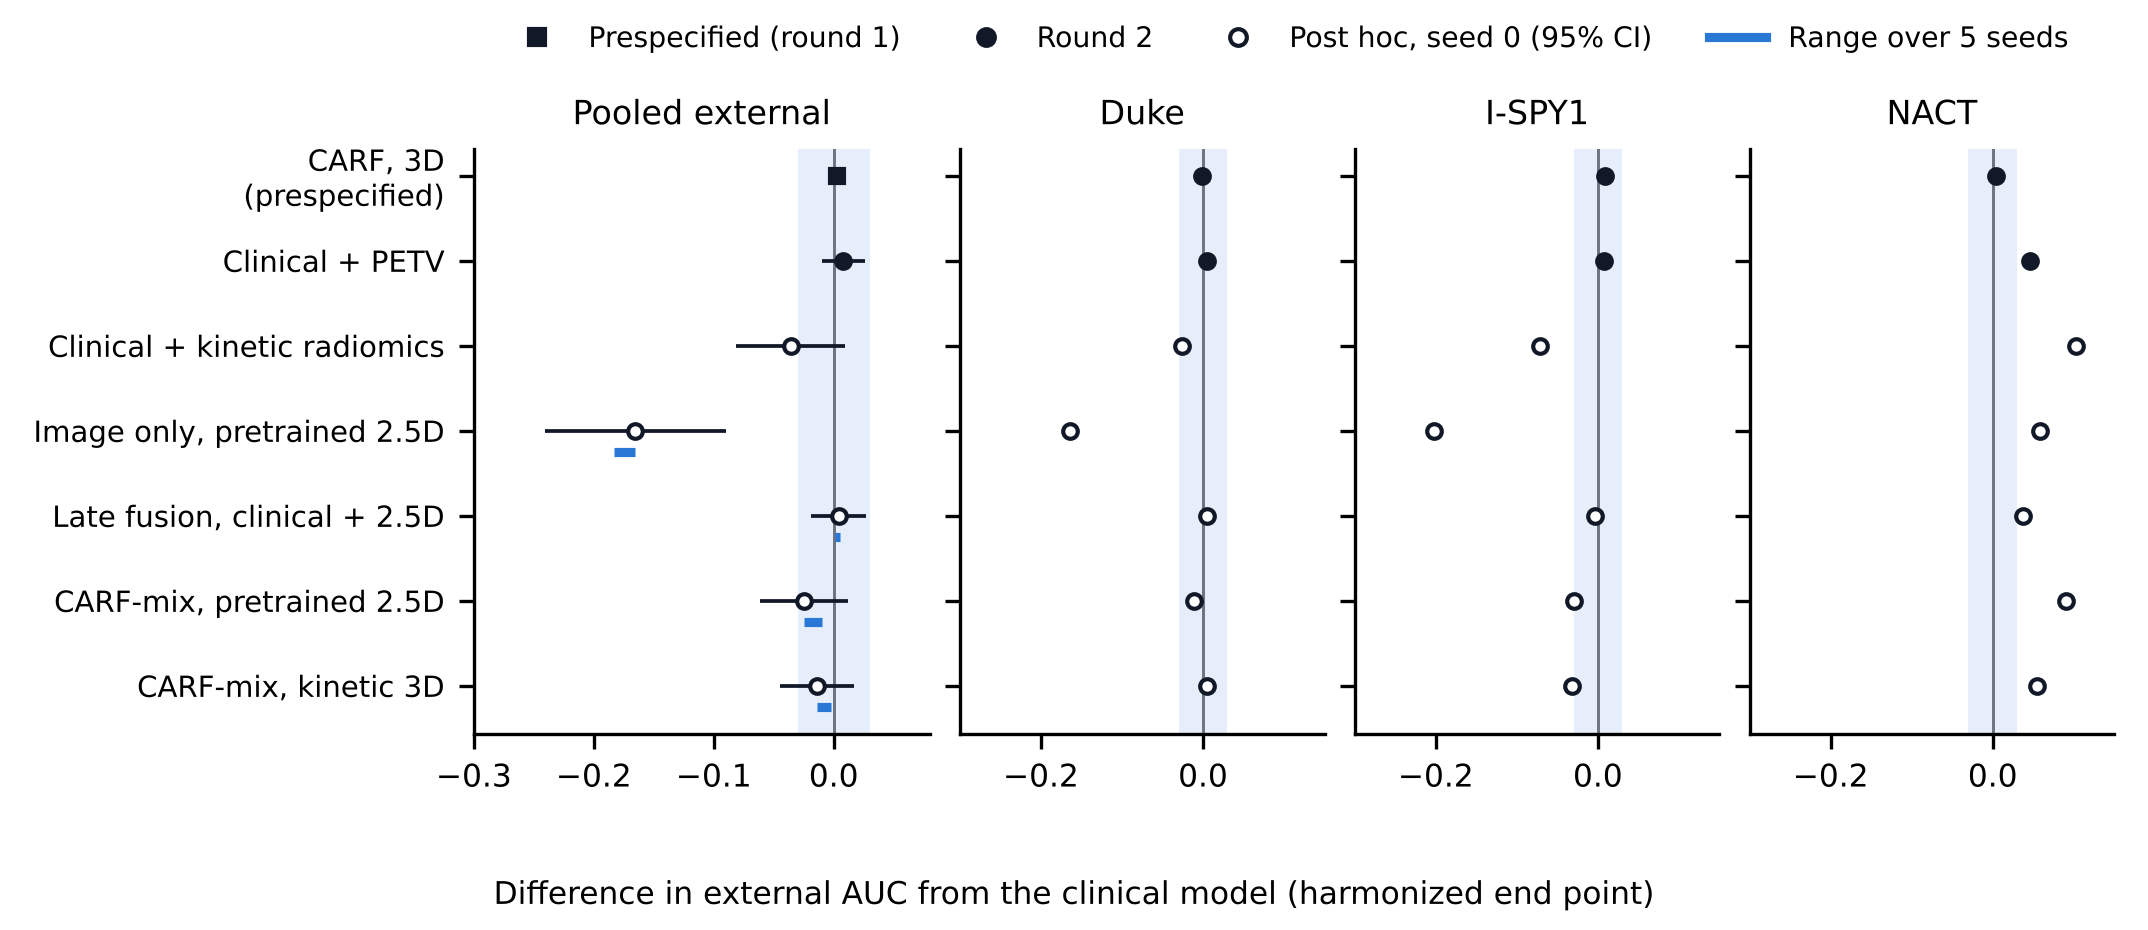 Prespecified (round 1) Round 2 Post hoc, seed 0 (95% CI) Range over 5 seeds
Pooled external Duke I-SPY1 NACT
CARF, 3D
(prespecified)
Clinical + PETV
Clinical + kinetic radiomics
Image only, pretrained 2.5D
Late fusion, clinical + 2.5D
CARF-mix, pretrained 2.5D
CARF-mix, kinetic 3D
−0.3 −0.2 −0.1 0.0 −0.2 0.0 −0.2 0.0 −0.2 0.0
Difference in external AUC from the clinical model (harmonized end point)